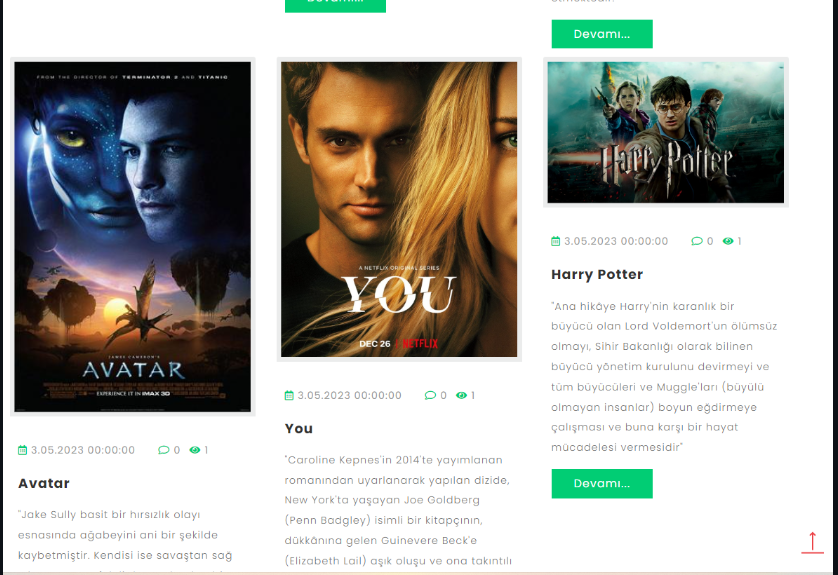 Devamı...
Devamı...
FROM THE DIRECTOR OF TERMINATOR 2 AND TITANIC
JAMES CAMERON'S
AVATAR
EXPERIENCE IT IN IMAX 3D
3.05.2023 00:00:00 0 1
Avatar
"Jake Sully basit bir hırsızlık olayı
esnasında ağabeyini ani bir şekilde
kaybetmiştir. Kendisi ise savaştan sağ
A NETFLIX ORIGINAL SERIES
YOU
DEC 26 | NETFLIX
3.05.2023 00:00:00 0 1
You
"Caroline Kepnes'in 2014'te yayımlanan
romanından uyarlanarak yapılan dizide,
New York'ta yaşayan Joe Goldberg
(Penn Badgley) isimli bir kitapçının,
dükkânına gelen Guinevere Beck'e
(Elizabeth Lail) aşık oluşu ve ona takıntılı
Harry Potter
3.05.2023 00:00:00 0 1
Harry Potter
"Ana hikâye Harry'nin karanlık bir
büyücü olan Lord Voldemort'un ölümsüz
olmayı, Sihir Bakanlığı olarak bilinen
büyücü yönetim kurulunu devirmeyi ve
tüm büyücüleri ve Muggle'ları (büyülü
olmayan insanlar) boyun eğdirmeye
çalışması ve buna karşı bir hayat
mücadelesi vermesidir"
Devamı...